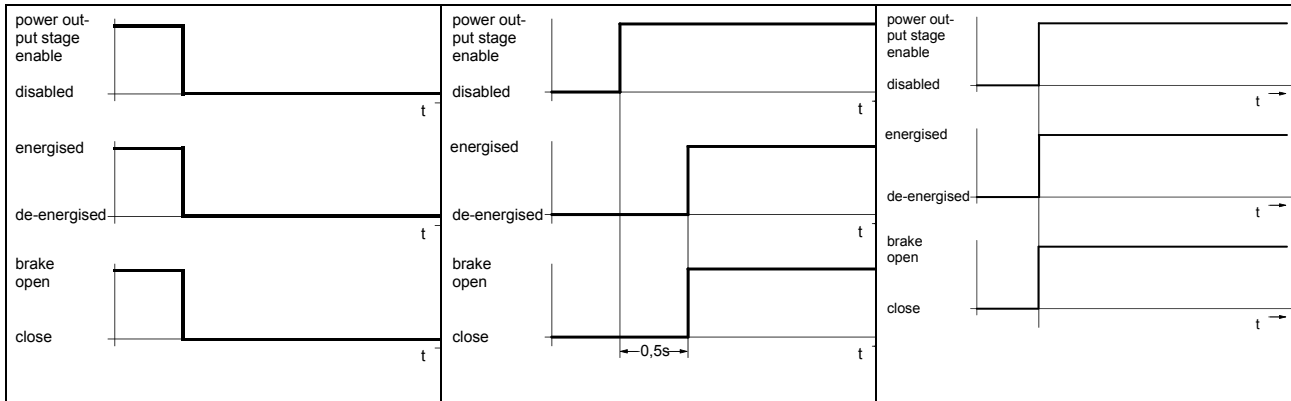 power out-
put stage
enable
disabled
t
energised
de-energised
t
brake
open
close
t
power out-
put stage
enable
disabled
t
energised
de-energised
t
brake
open
close
0,5s
t
power out-
put stage
enable
disabled
t
energised
de-energised
t
brake
open
close
t